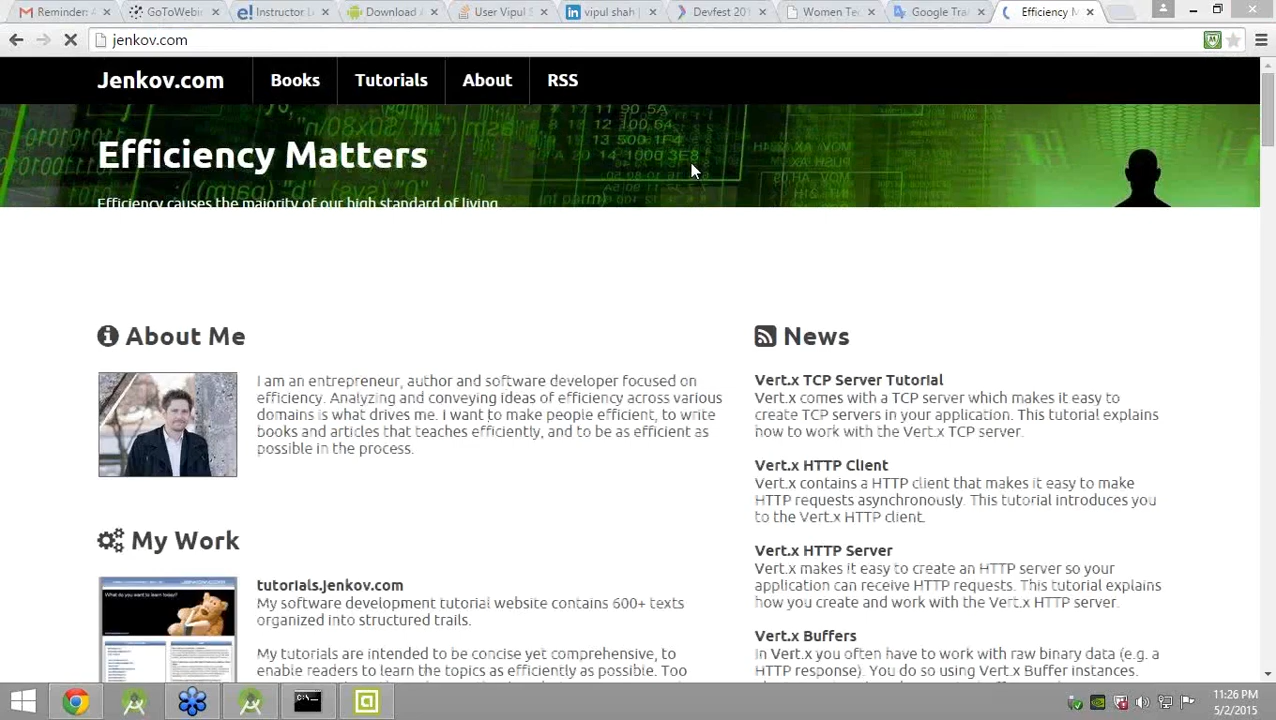 Reminder: A
GoToWebi
Instructor L
Download
User Vipul S
vipul shah |
Devfest 201
Women Te
Google Tra
Efficiency M
jenkov.com
Jenkov.com
Books
Tutorials
About
RSS
Efficiency Matters
Efficiency causes the majority of our high standard of living
About Me
I am an entrepreneur, author and software developer focused on
efficiency. Analyzing and conveying ideas of efficiency across various
domains is what drives me. I want to make people efficient, to write
books and articles that teaches efficiently, and to be as efficient as
possible in the process.
My Work
tutorials.jenkov.com
My software development tutorial website contains 600+ texts
organized into structured trails.
My tutorials are intended to be concise yet comprehensive, to
enable readers to learn the topics as efficiently as possible. Too
News
Vert.x TCP Server Tutorial
Vert.x comes with a TCP server which makes it easy to
create TCP servers in your application. This tutorial explains
how to work with the Vert.x TCP server.
Vert.x HTTP Client
Vert.x contains a HTTP client that makes it easy to make
HTTP requests asynchronously. This tutorial introduces you
to the Vert.x HTTP client.
Vert.x HTTP Server
Vert.x makes it easy to create an HTTP server so your
application can receive HTTP requests. This tutorial explains
how you create and work with the Vert.x HTTP server.
Vert.x Buffers
In Vert.x you often have to work with raw binary data (e.g. a
HTTP response). You do so using Vert.x Buffer instances.
11:26 PM
5/2/2015